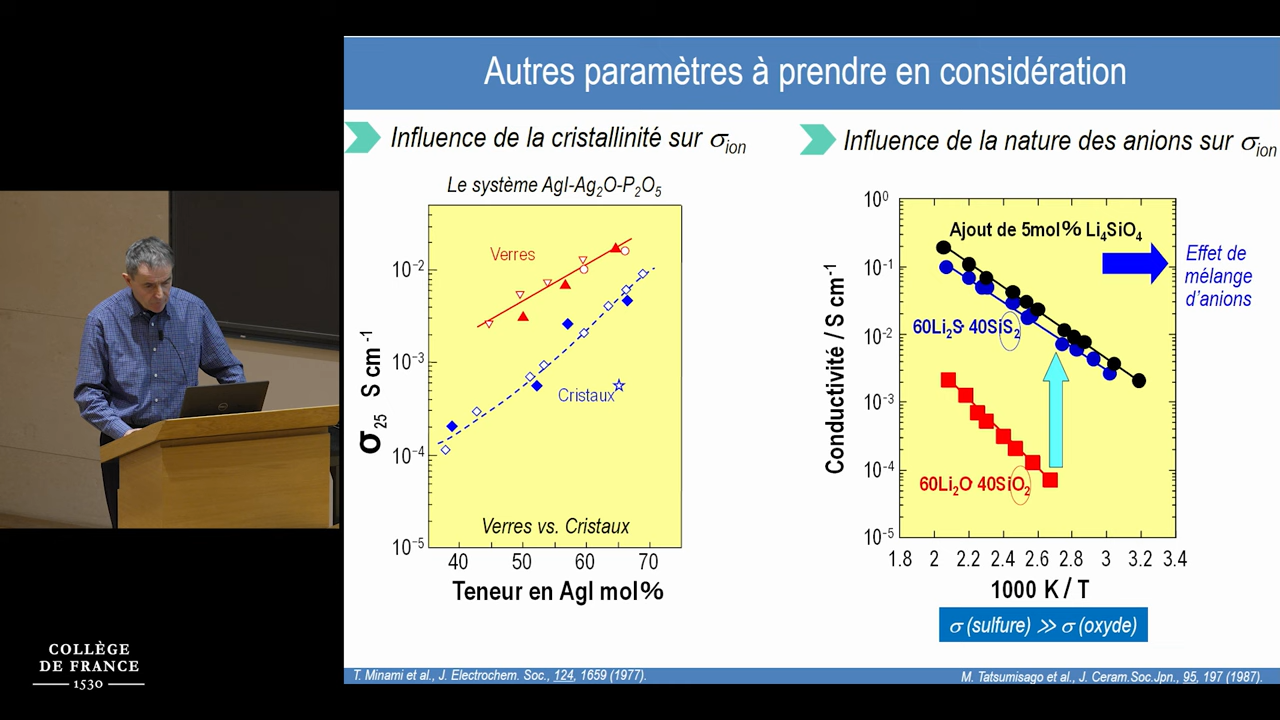 Autres paramètres à prendre en considération
Influence de la cristallinité sur σion
Le système AgI-Ag2O-P2O5
10-2
10-3
10-4
10-5
σ25 S cm-1
Verres
Cristaux
Verres vs. Cristaux
40 50 60 70
Teneur en AgI mol%
T. Minami et al., J. Electrochem. Soc., 124, 1659 (1977).
Influence de la nature des anions sur σion
100
10-1
10-2
10-3
10-4
10-5
Conductivité / S cm-1
Ajout de 5mol% Li4SiO4
60Li2S 40SiS2
60Li2O 40SiO2
1.8 2 2.2 2.4 2.6 2.8 3 3.2 3.4
1000 K / T
Effet de
mélange
d'anions
σ (sulfure) >> σ (oxyde)
M. Tatsumisago et al., J. Ceram.Soc.Jpn., 95, 197 (1987).
COLLÈGE
DE FRANCE
1530